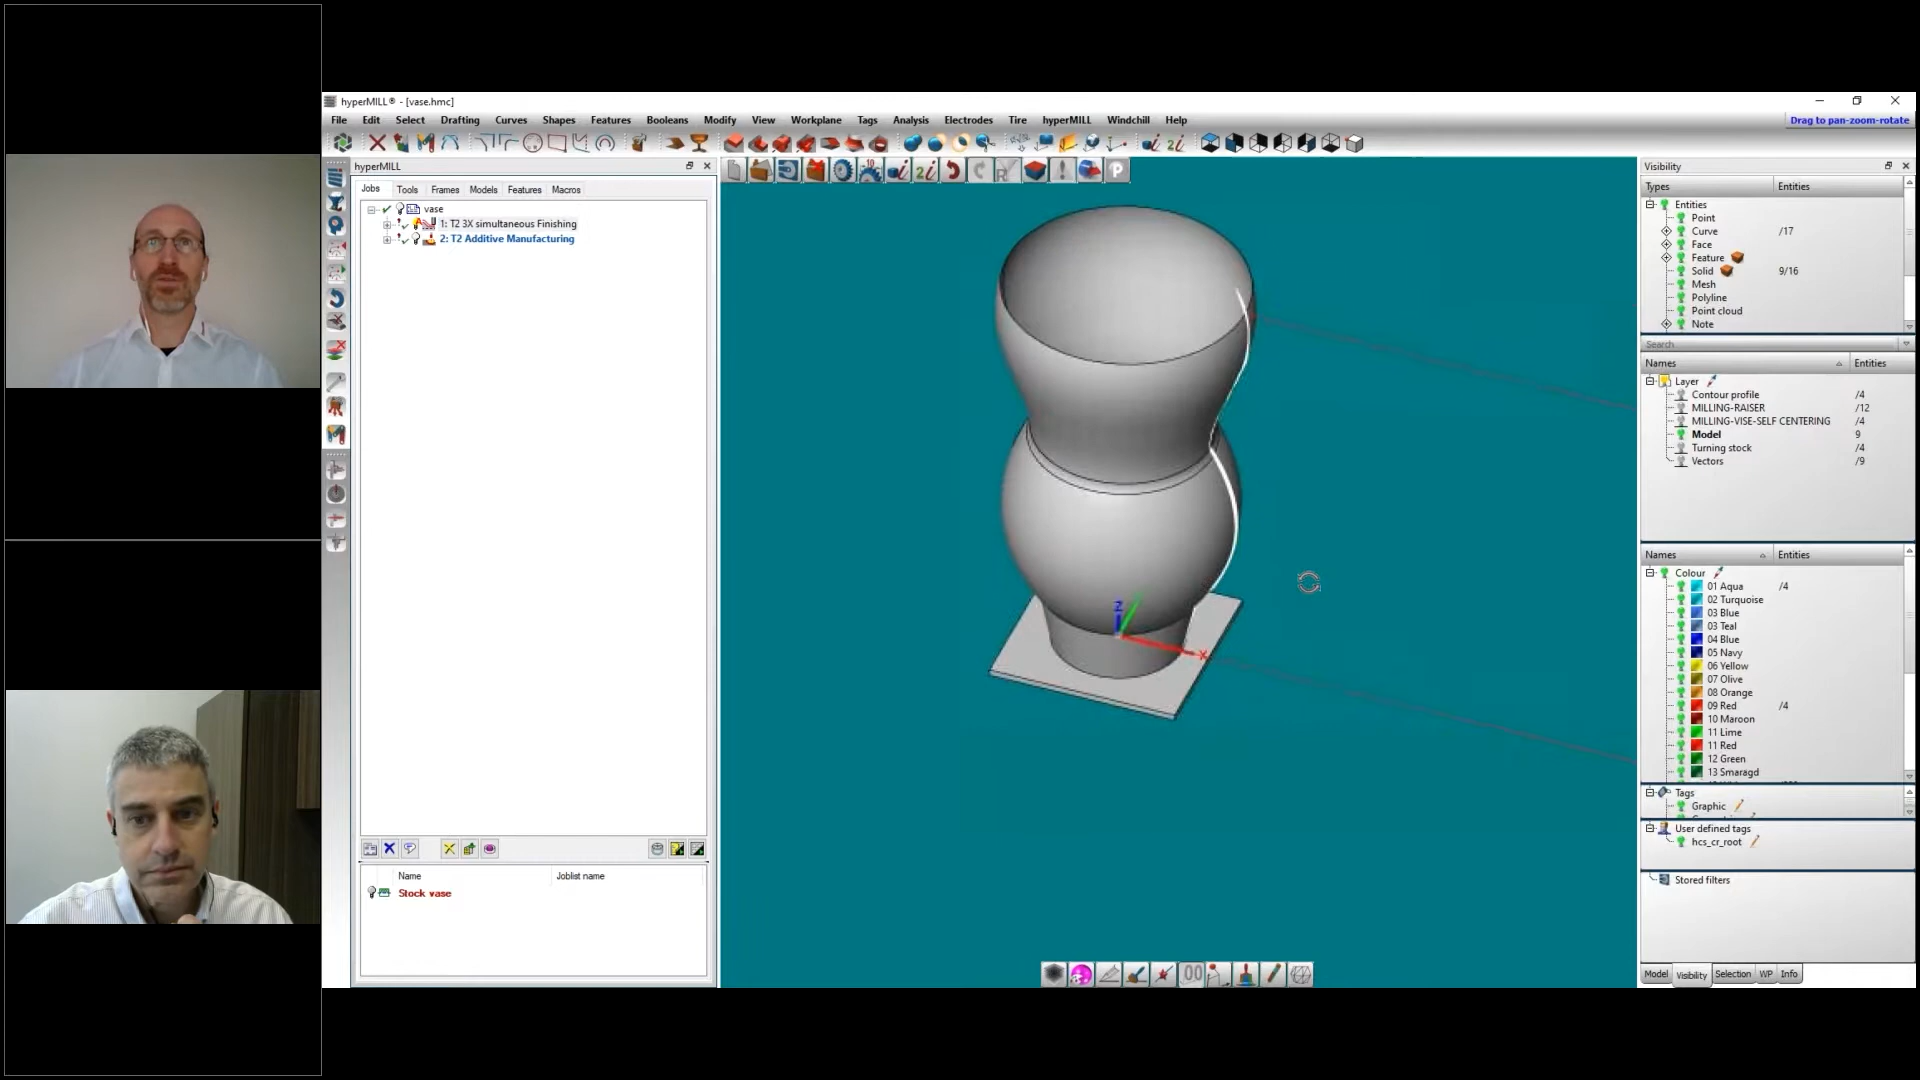 hyperMILL® - [vase.hmc]
File Edit Select Drafting Curves Shapes Features Booleans Modify View Workplane Tags Analysis Electrodes Tire hyperMILL Windchill Help
Drag to pan-zoom-rotate
hyperMILL
Jobs Tools Frames Models Features Macros
vase
1: T2 3X simultaneous Finishing
2: T2 Additive Manufacturing
Name Joblist name
Stock vase
Z
X
Visibility
Types Entities
Entities
Point
Curve /17
Face
Feature
Solid 9/16
Mesh
Polyline
Point cloud
Note
Search
Names Entities
Layer
Contour profile /4
MILLING-RAISER /12
MILLING-VISE-SELF CENTERING /4
Model 9
Turning stock /4
Vectors /9
Names Entities
Colour
01 Aqua /4
02 Turquoise
03 Blue
03 Teal
04 Blue
05 Navy
06 Yellow
07 Olive
08 Orange
09 Red /4
10 Maroon
11 Lime
11 Red
12 Green
13 Smaragd
Tags
Graphic
User defined tags
hcs_cr_root
Stored filters
Model Visibility Selection WP Info